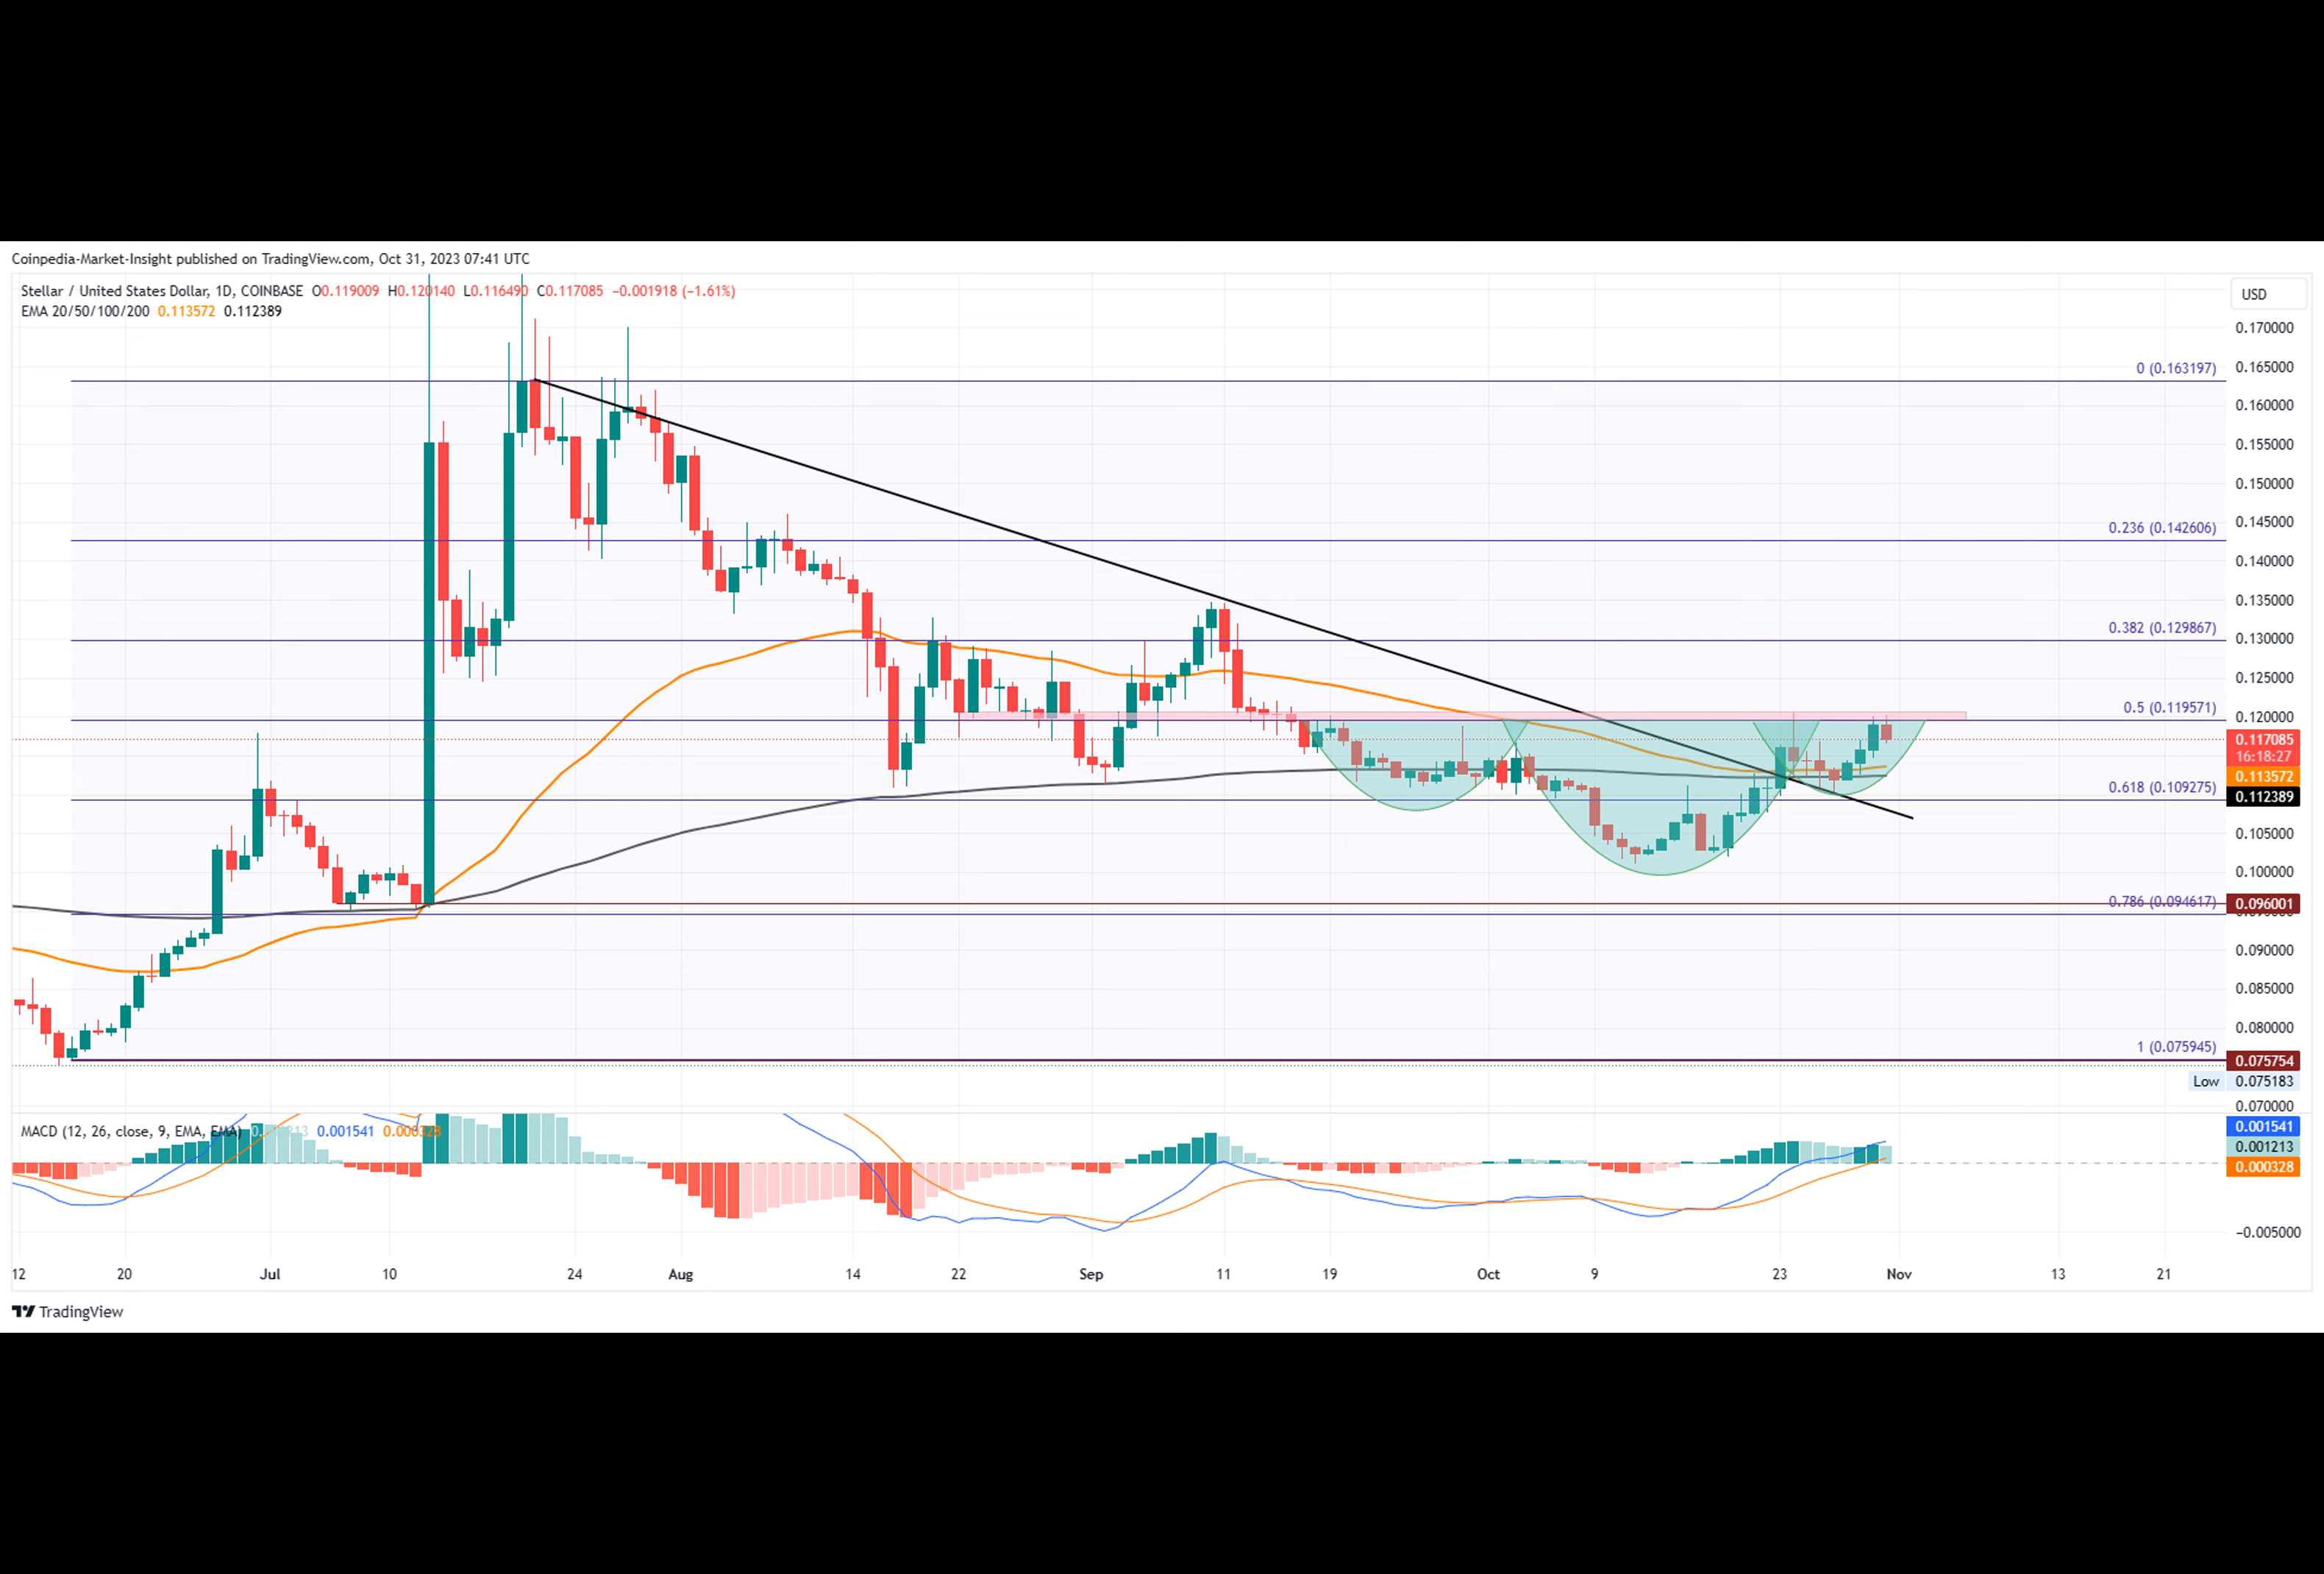 Coinpedia-Market-Insight published on TradingView.com, Oct 31, 2023 07:41 UTC
Stellar / United States Dollar, 1D, COINBASE O0.119009 H0.120140 L0.116490 C0.117085 −0.001918 (−1.61%)
EMA 20/50/100/200 0.113572 0.112389
USD
0.170000
0 (0.163197) 0.165000
0.160000
0.155000
0.150000
0.236 (0.142606) 0.145000
0.140000
0.135000
0.382 (0.129867) 0.130000
0.125000
0.5 (0.119571) 0.120000
0.117085
16:18:27
0.113572
0.618 (0.109275) 0.112389
0.105000
0.100000
0.786 (0.094617) 0.096001
0.090000
0.085000
0.080000
1 (0.075945) 0.075754
Low 0.075183
0.070000
MACD (12, 26, close, 9, EMA, EMA) 0.001541 0.000328
0.001541
0.001213
0.000328
−0.005000
12 20 Jul 10 24 Aug 14 22 Sep 11 19 Oct 9 23 Nov 13 21
TradingView